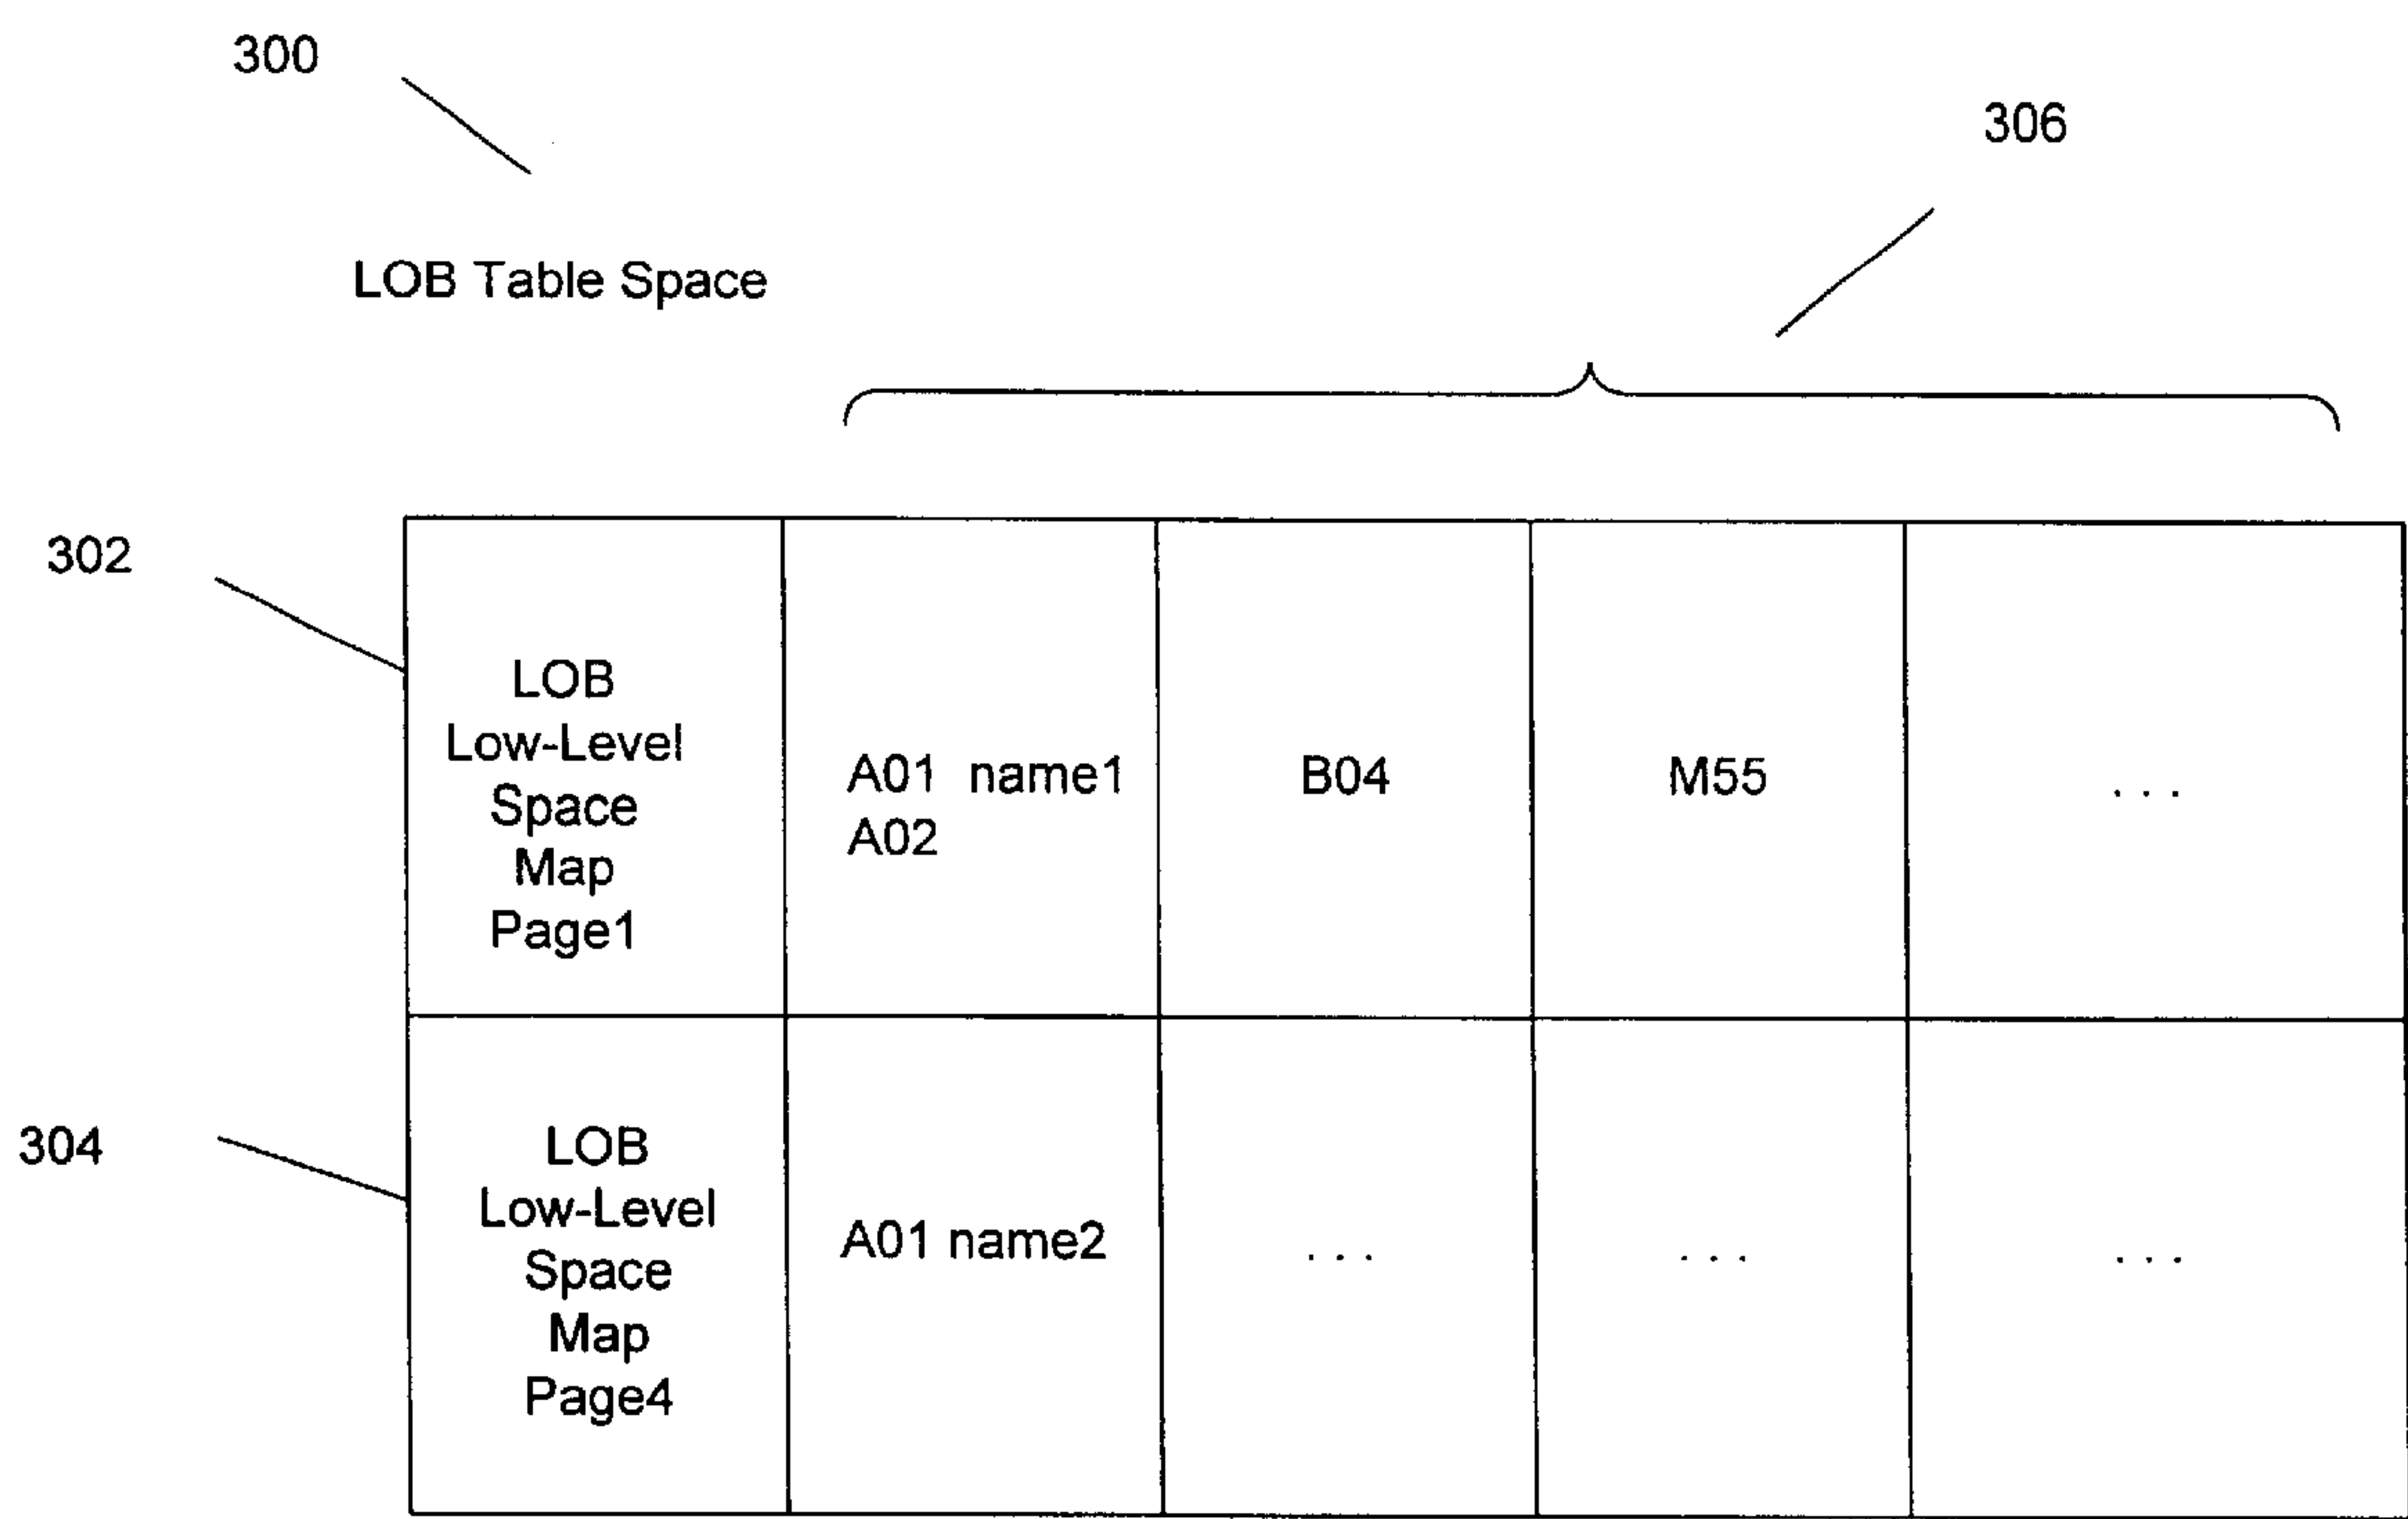 300
306
LOB Table Space
302
LOB
Low-Level
Space
Map
Page1
A01 name1
A02
B04
M55
...
304
LOB
Low-Level
Space
Map
Page4
A01 name2
...
...
...